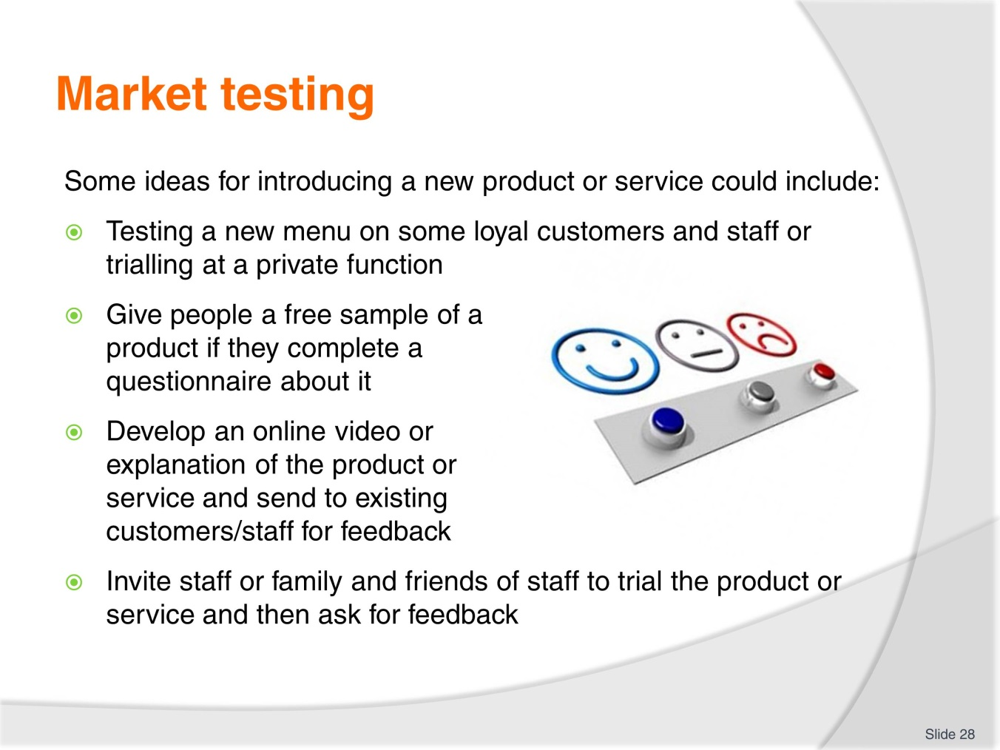 Market testing
Some ideas for introducing a new product or service could include:
Testing a new menu on some loyal customers and staff or
trialling at a private function
Give people a free sample of a
product if they complete a
questionnaire about it
Develop an online video or
explanation of the product or
service and send to existing
customers/staff for feedback
Invite staff or family and friends of staff to trial the product or
service and then ask for feedback
Slide 28